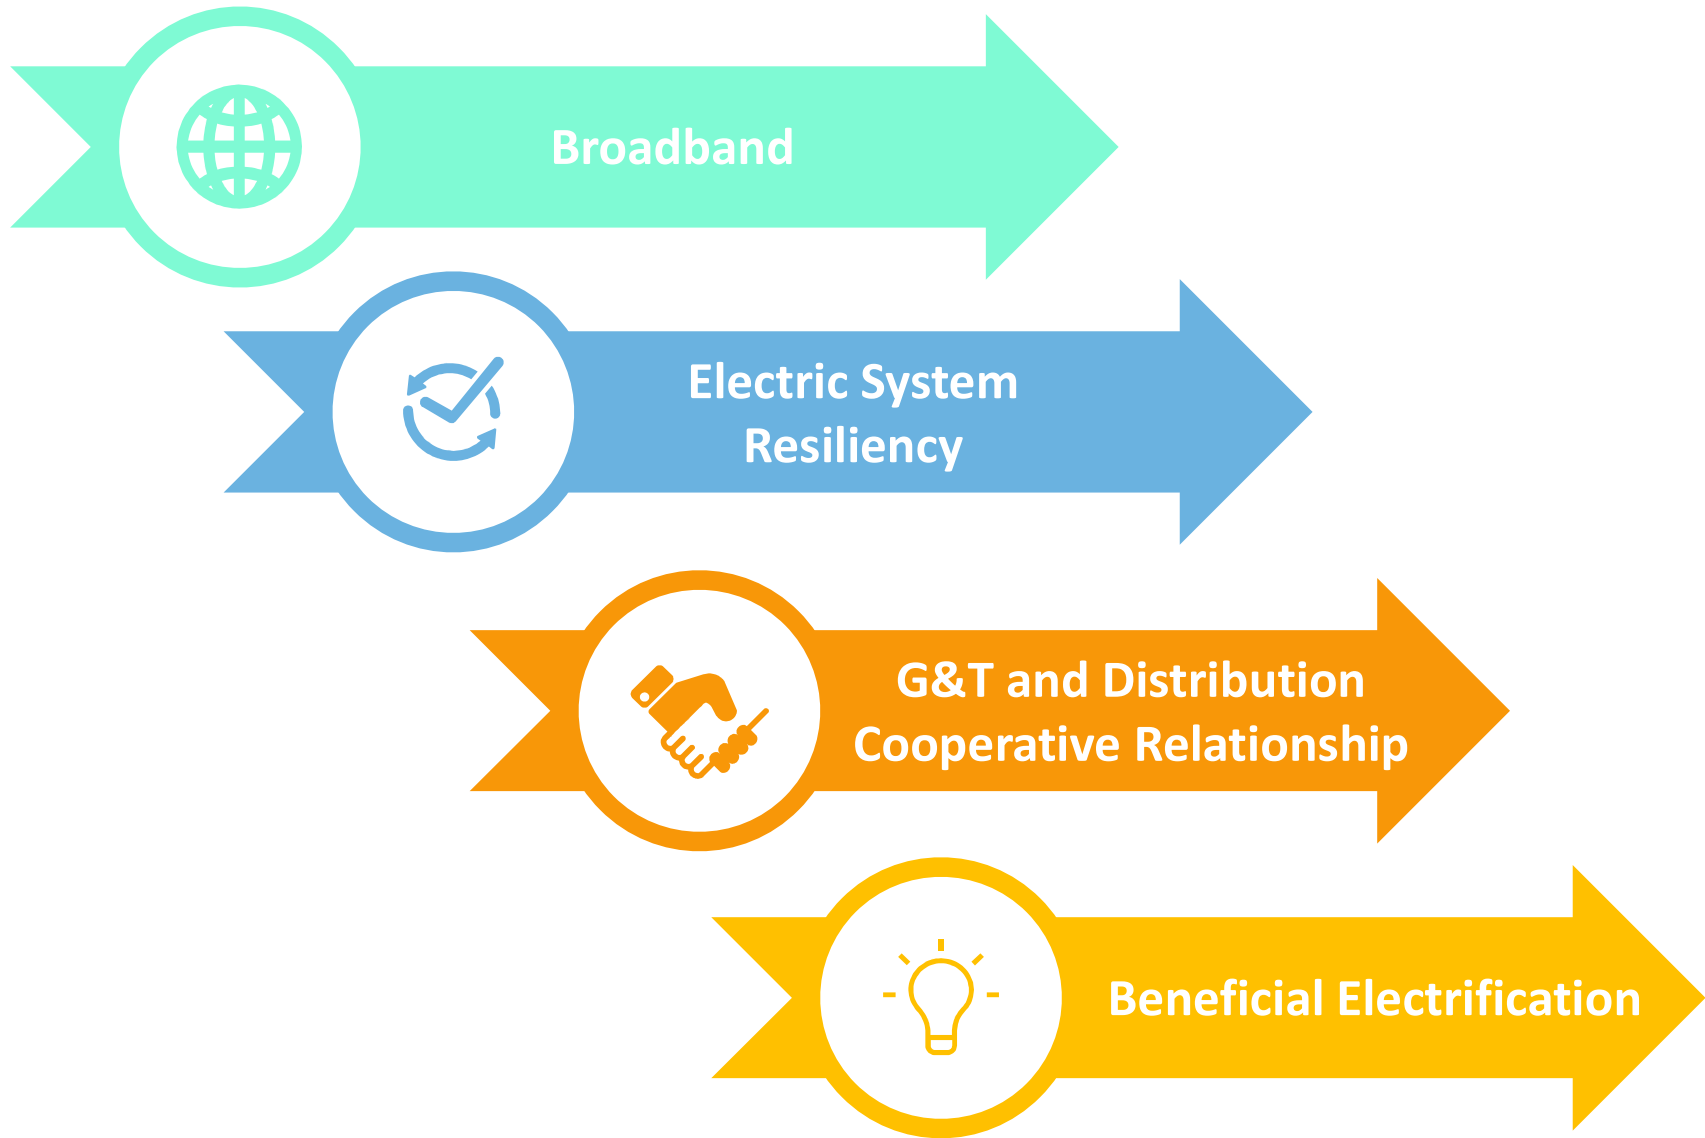 Broadband
Electric System
Resiliency
G&T and Distribution
Cooperative Relationship
Beneficial Electrification